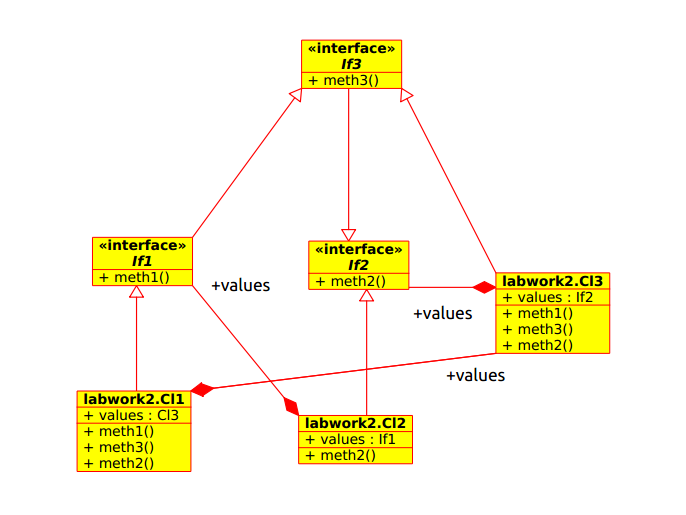 «interface»
If3
+ meth3()
«interface»
If1
+ meth1()
«interface»
If2
+ meth2()
+values
labwork2.Cl3
+ values : If2
+ meth1()
+ meth3()
+ meth2()
+values
+values
labwork2.Cl1
+ values : Cl3
+ meth1()
+ meth3()
+ meth2()
labwork2.Cl2
+ values : If1
+ meth2()